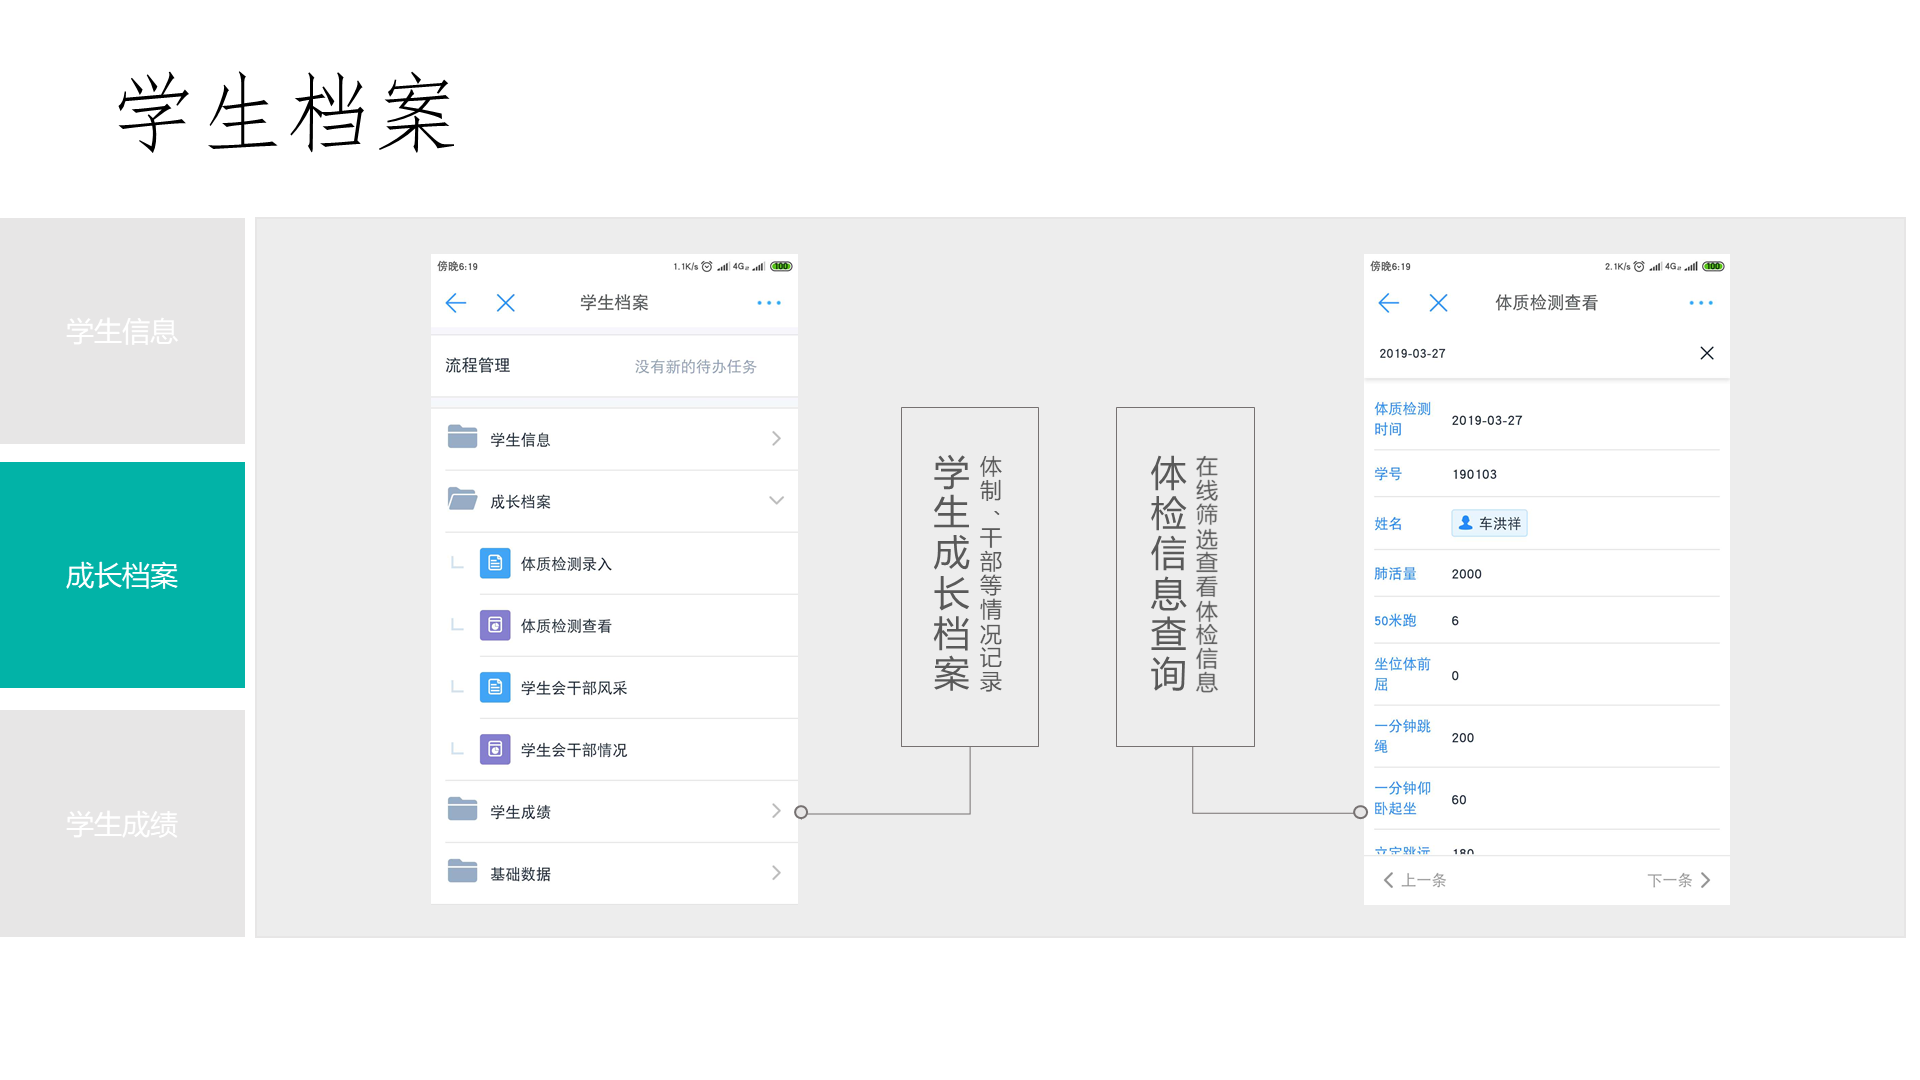 学生档案
学生信息
成长档案
学生成绩
傍晚6:19
1.1K/s
4G
100
学生档案
流程管理
没有新的待办任务
学生信息
成长档案
体质检测录入
体质检测查看
学生会干部风采
学生会干部情况
学生成绩
基础数据
学生成长档案
体制、干部等情况记录
体检信息查询
在线筛选查看体检信息
傍晚6:19
2.1K/s
4G
100
体质检测查看
2019-03-27
体质检测
时间
2019-03-27
学号
190103
姓名
车洪祥
肺活量
2000
50米跑
6
坐位体前
屈
0
一分钟跳
绳
200
一分钟仰
卧起坐
60
立定跳远
180
上一条
下一条